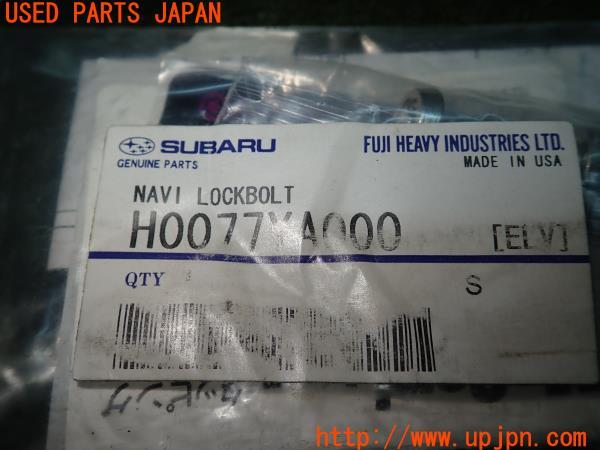 USED PARTS JAPAN
SUBARU
GENUINE PARTS
FUJI HEAVY INDUSTRIES LTD.
MADE IN USA
NAVI LOCKBOLT
H0077YA000 [ELV]
QTY S
UPJ
http://www.upjpn.com